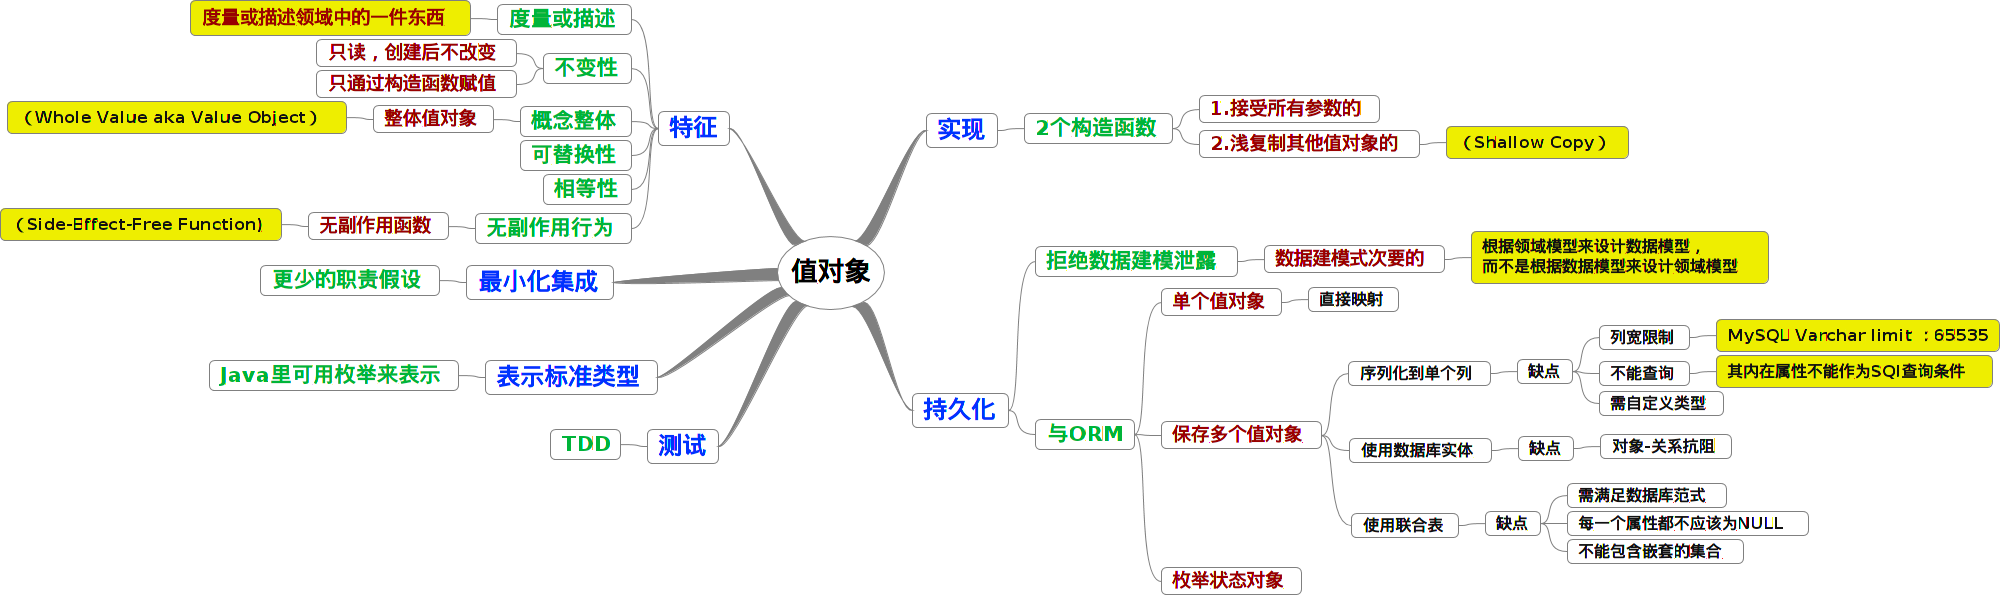 值对象
特征
度量或描述
度量或描述领域中的一件东西
不变性
只读，创建后不改变
只通过构造函数赋值
概念整体
整体值对象
（Whole Value aka Value Object）
可替换性
相等性
无副作用行为
无副作用函数
（Side-Effect-Free Function)
最小化集成
更少的职责假设
表示标准类型
Java里可用枚举来表示
测试
TDD
实现
2个构造函数
1.接受所有参数的
2.浅复制其他值对象的
（Shallow Copy）
持久化
拒绝数据建模泄露
数据建模式次要的
根据领域模型来设计数据模型，
而不是根据数据模型来设计领域模型
与ORM
单个值对象
直接映射
保存多个值对象
序列化到单个列
缺点
列宽限制
MySQL Varchar limit ：65535
不能查询
其内在属性不能作为SQl查询条件
需自定义类型
使用数据库实体
缺点
对象-关系抗阻
使用联合表
缺点
需满足数据库范式
每一个属性都不应该为NULL
不能包含嵌套的集合
枚举状态对象